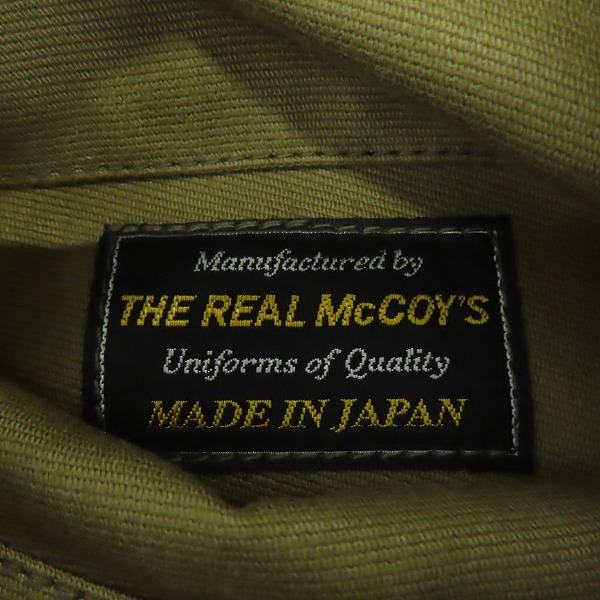 Manufactured by
THE REAL McCOY'S
Uniforms of Quality
MADE IN JAPAN